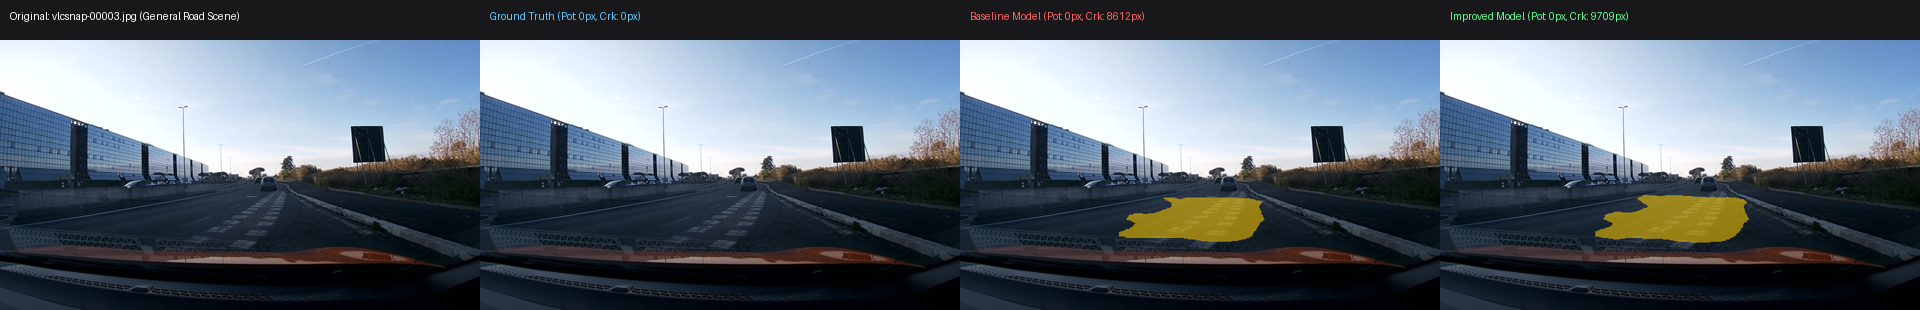 Original: vlcsnap-00003.jpg (General Road Scene)
Ground Truth (Pot 0px, Crk: 0px)
Baseline Model (Pot 0px, Crk: 8612px)
Improved Model (Pot 0px, Crk: 9709px)